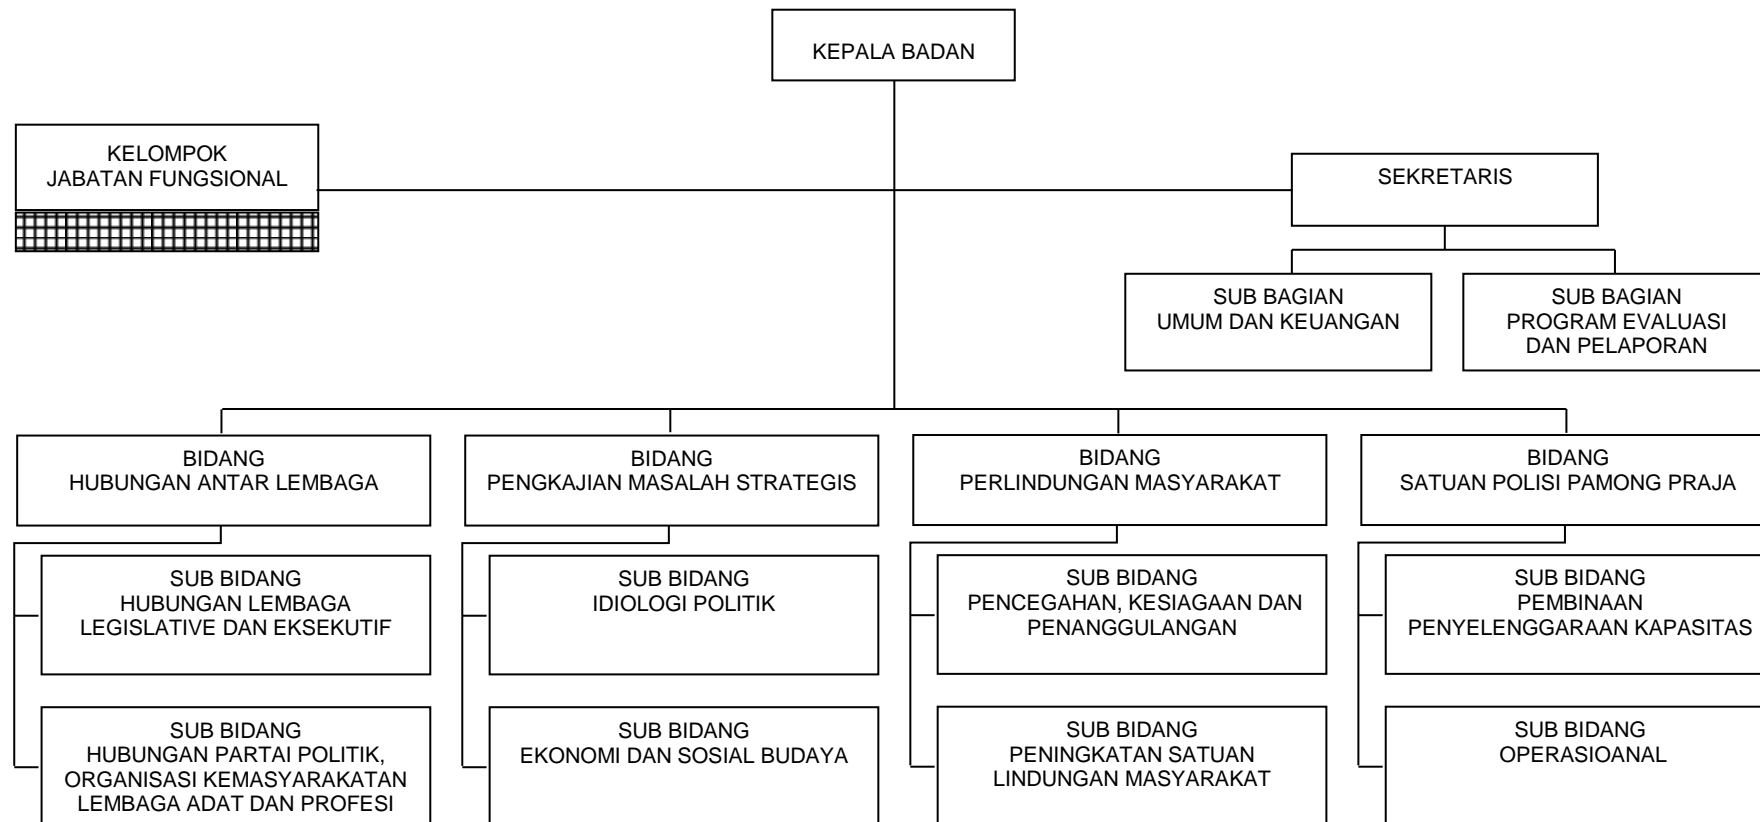 KEPALA BADAN
KELOMPOK
JABATAN FUNGSIONAL
SEKRETARIS
SUB BAGIAN
UMUM DAN KEUANGAN
SUB BAGIAN
PROGRAM EVALUASI
DAN PELAPORAN
BIDANG
HUBUNGAN ANTAR LEMBAGA
BIDANG
PENGKAJIAN MASALAH STRATEGIS
BIDANG
PERLINDUNGAN MASYARAKAT
BIDANG
SATUAN POLISI PAMONG PRAJA
SUB BIDANG
HUBUNGAN LEMBAGA
LEGISLATIVE DAN EKSEKUTIF
SUB BIDANG
IDIOLOGI POLITIK
SUB BIDANG
PENCEGAHAN, KESIAGAAN DAN
PENANGGULANGAN
SUB BIDANG
PEMBINAAN
PENYELENGGARAAN KAPASITAS
SUB BIDANG
HUBUNGAN PARTAI POLITIK,
ORGANISASI KEMASYARAKATAN
LEMBAGA ADAT DAN PROFESI
SUB BIDANG
EKONOMI DAN SOSIAL BUDAYA
SUB BIDANG
PENINGKATAN SATUAN
LINDUNGAN MASYARAKAT
SUB BIDANG
OPERASIOANAL